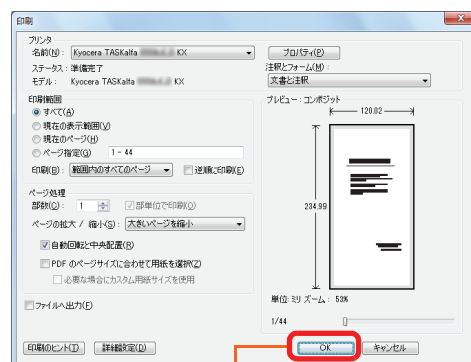 印刷
プリンタ
名前(N): Kyocera TASKalfa KX
プロパティ(P)
ステータス: 準備完了
注釈とフォーム(M):
モデル: Kyocera TASKalfa KX
文書と注釈
印刷範囲
プレビュー: コンポジット
すべて(A)
現在の表示範囲(V)
現在のページ(H)
ページ指定(G) 1 - 44
印刷(B): 範囲内のすべてのページ
逆順に印刷(E)
120.02
234.99
ページ処理
部数(C): 1
部単位で印刷(O)
ページの拡大 / 縮小(S): 大きいページを縮小
自動回転と中央配置(R)
PDF のページサイズに合わせて用紙を選択(Z)
必要な場合にカスタム用紙サイズを使用
ファイルへ出力(F)
単位: ミリ ズーム: 53%
1/44
印刷のヒント(T)
詳細設定(D)
OK
キャンセル